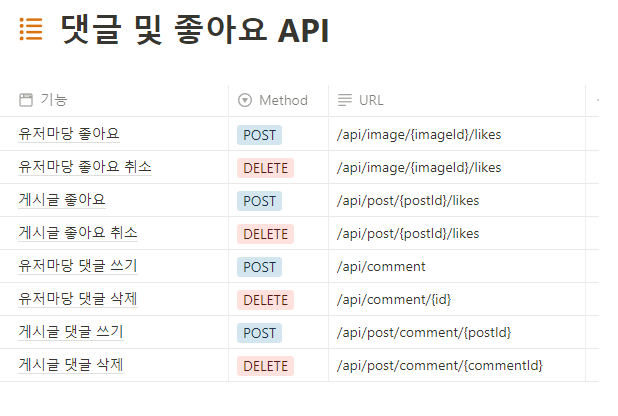 댓글 및 좋아요 API
기능 Method URL
유저마당 좋아요 POST /api/image/{imageId}/likes
유저마당 좋아요 취소 DELETE /api/image/{imageId}/likes
게시글 좋아요 POST /api/post/{postId}/likes
게시글 좋아요 취소 DELETE /api/post/{postId}/likes
유저마당 댓글 쓰기 POST /api/comment
유저마당 댓글 삭제 DELETE /api/comment/{id}
게시글 댓글 쓰기 POST /api/post/comment/{postId}
게시글 댓글 삭제 DELETE /api/post/comment/{commentId}